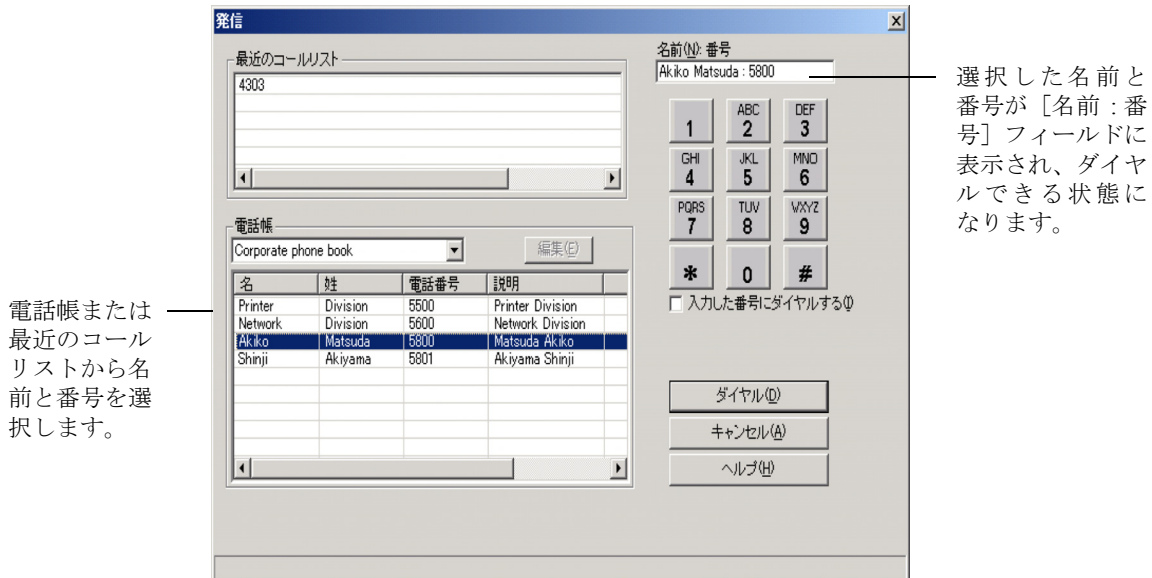 発信
最近のコールリスト
4303
名前(N): 番号
Akiko Matsuda : 5800
選択した名前と
番号が[名前:番
号]フィールドに
表示され、ダイヤ
ルできる状態に
なります。
1
ABC
2
DEF
3
GHI
4
JKL
5
MNO
6
PQRS
7
TUV
8
WXYZ
9
*
0
#
入力した番号にダイヤルする(I)
電話帳
Corporate phone book
編集(E)
名 姓 電話番号 説明
Printer Division 5500 Printer Division
Network Division 5600 Network Division
Akiko Matsuda 5800 Matsuda Akiko
Shinji Akiyama 5801 Akiyama Shinji
電話帳または
最近のコール
リストから名
前と番号を選
択します。
ダイヤル(D)
キャンセル(A)
ヘルプ(H)